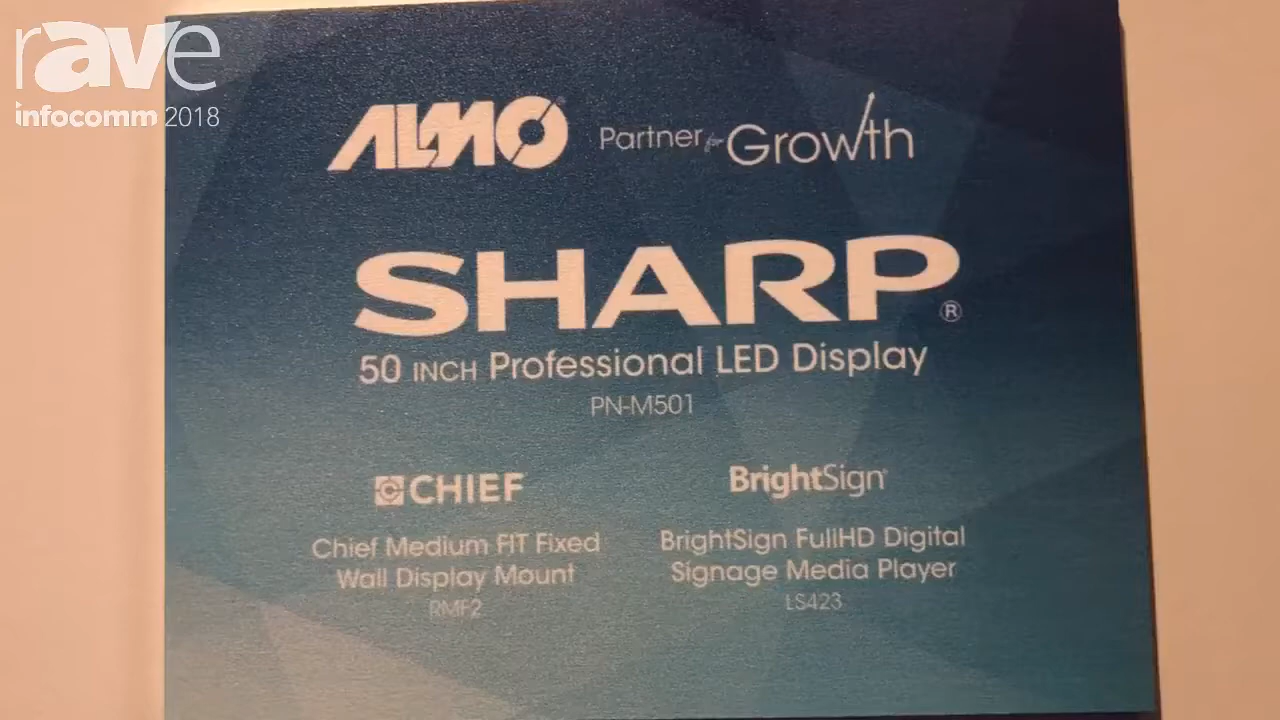 rAVe
infocomm 2018
ALMO® Partner for Growth
SHARP®
50 INCH Professional LED Display
PN-M501
CHIEF
Chief Medium FIT Fixed
Wall Display Mount
RMF2
BrightSign®
BrightSign FullHD Digital
Signage Media Player
LS423